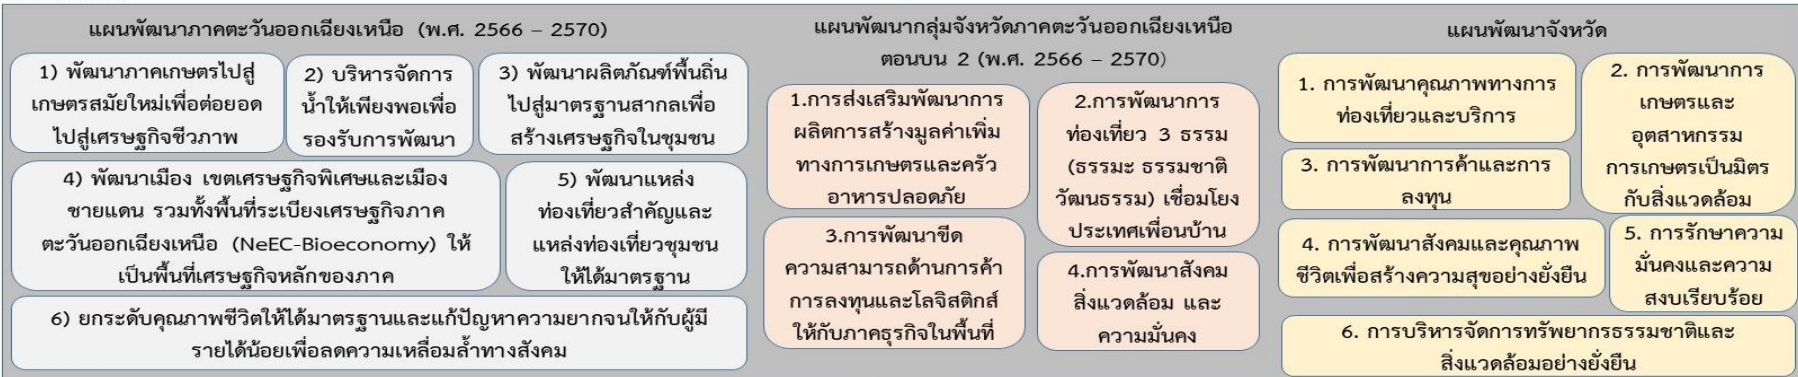 แผนพัฒนาภาคตะวันออกเฉียงเหนือ (พ.ศ. 2566 – 2570)
1) พัฒนาภาคเกษตรไปสู่
เกษตรสมัยใหม่เพื่อต่อยอด
ไปสู่เศรษฐกิจชีวภาพ
2) บริหารจัดการ
น้ำให้เพียงพอเพื่อ
รองรับการพัฒนา
3) พัฒนาผลิตภัณฑ์พื้นถิ่น
ไปสู่มาตรฐานสากลเพื่อ
สร้างเศรษฐกิจในชุมชน
4) พัฒนาเมือง เขตเศรษฐกิจพิเศษและเมือง
ชายแดน รวมทั้งพื้นที่ระเบียงเศรษฐกิจภาค
ตะวันออกเฉียงเหนือ (NeEC-Bioeconomy) ให้
เป็นพื้นที่เศรษฐกิจหลักของภาค
5) พัฒนาแหล่ง
ท่องเที่ยวสำคัญและ
แหล่งท่องเที่ยวชุมชน
ให้ได้มาตรฐาน
6) ยกระดับคุณภาพชีวิตให้ได้มาตรฐานและแก้ปัญหาความยากจนให้กับผู้มี
รายได้น้อยเพื่อลดความเหลื่อมล้ำทางสังคม
แผนพัฒนากลุ่มจังหวัดภาคตะวันออกเฉียงเหนือ
ตอนบน 2 (พ.ศ. 2566 – 2570)
1.การส่งเสริมพัฒนาการ
ผลิตการสร้างมูลค่าเพิ่ม
ทางการเกษตรและครัว
อาหารปลอดภัย
2.การพัฒนาการ
ท่องเที่ยว 3 ธรรม
(ธรรมะ ธรรมชาติ
วัฒนธรรม) เชื่อมโยง
ประเทศเพื่อนบ้าน
3.การพัฒนาขีด
ความสามารถด้านการค้า
การลงทุนและโลจิสติกส์
ให้กับภาคธุรกิจในพื้นที่
4.การพัฒนาสังคม
สิ่งแวดล้อม และ
ความมั่นคง
แผนพัฒนาจังหวัด
1. การพัฒนาคุณภาพทางการ
ท่องเที่ยวและบริการ
2. การพัฒนาการ
เกษตรและ
อุตสาหกรรม
การเกษตรเป็นมิตร
กับสิ่งแวดล้อม
3. การพัฒนาการค้าและการ
ลงทุน
4. การพัฒนาสังคมและคุณภาพ
ชีวิตเพื่อสร้างความสุขอย่างยั่งยืน
5. การรักษาความ
มั่นคงและความ
สงบเรียบร้อย
6. การบริหารจัดการทรัพยากรธรรมชาติและ
สิ่งแวดล้อมอย่างยั่งยืน